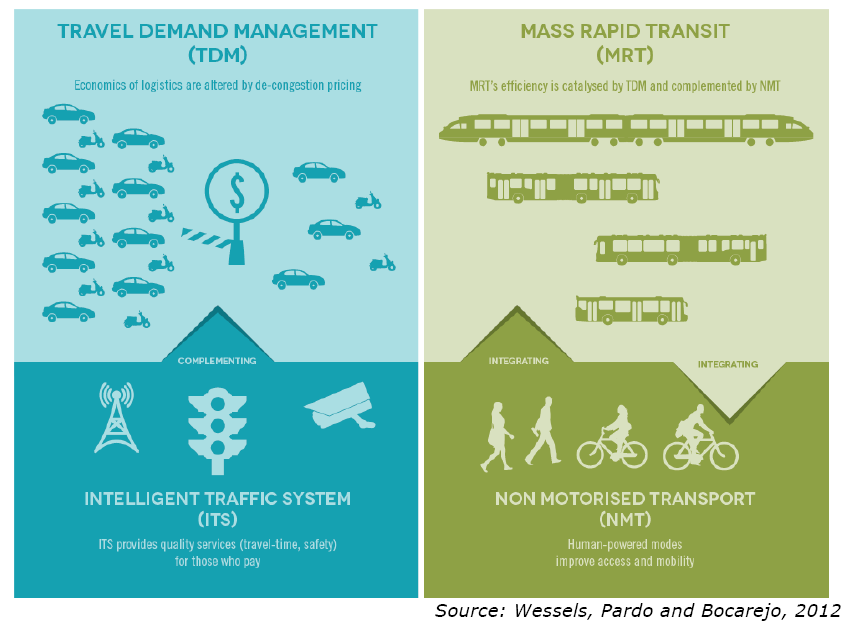 TRAVEL DEMAND MANAGEMENT
(TDM)
Economics of logistics are altered by de-congestion pricing
$
COMPLEMENTING
INTELLIGENT TRAFFIC SYSTEM
(ITS)
ITS provides quality services (travel-time, safety)
for those who pay
MASS RAPID TRANSIT
(MRT)
MRT's efficiency is catalysed by TDM and complemented by NMT
INTEGRATING
INTEGRATING
NON MOTORISED TRANSPORT
(NMT)
Human-powered modes
improve access and mobility
Source: Wessels, Pardo and Bocarejo, 2012